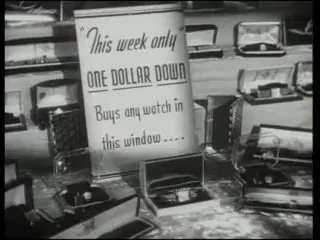 "This week only"
ONE DOLLAR DOWN
Buys any watch in
this window....